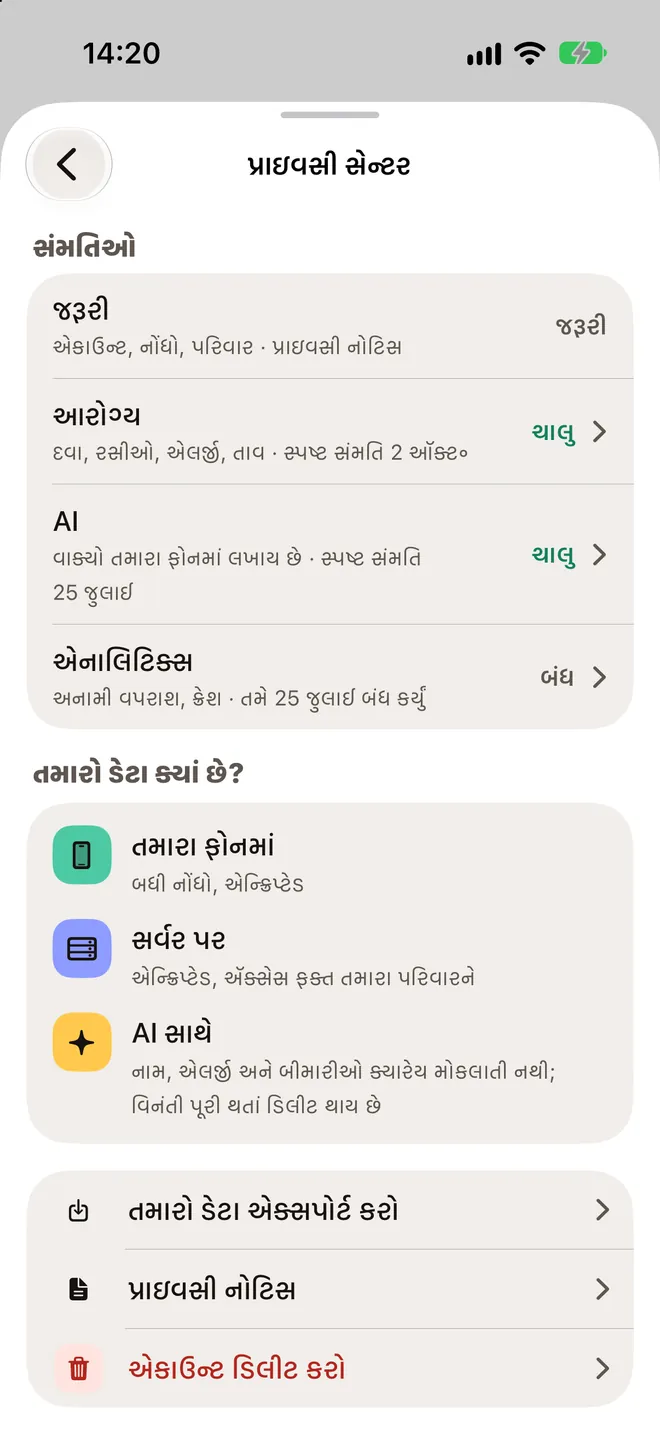 14:20
પ્રાઇવસી સેન્ટર
સંમતિઓ
જરૂરી
એકાઉન્ટ, નોંધો, પરિવાર · પ્રાઇવસી નોટિસ
જરૂરી
આરોગ્ય
દવા, રસીઓ, એલર્જી, તાવ · સ્પષ્ટ સંમતિ 2 ઑક્ટ૰
ચાલુ
AI
વાક્યો તમારા ફોનમાં લખાય છે · સ્પષ્ટ સંમતિ
25 જુલાઈ
ચાલુ
એનાલિટિક્સ
અનામી વપરાશ, ક્રેશ · તમે 25 જુલાઈ બંધ કર્યું
બંધ
તમારો ડેટા ક્યાં છે?
તમારા ફોનમાં
બધી નોંધો, એન્ક્રિપ્ટેડ
સર્વર પર
એન્ક્રિપ્ટેડ, ઍક્સેસ ફક્ત તમારા પરિવારને
AI સાથે
નામ, એલર્જી અને બીમારીઓ ક્યારેય મોકલાતી નથી;
વિનંતી પૂરી થતાં ડિલીટ થાય છે
તમારો ડેટા એક્સપોર્ટ કરો
પ્રાઇવસી નોટિસ
એકાઉન્ટ ડિલીટ કરો